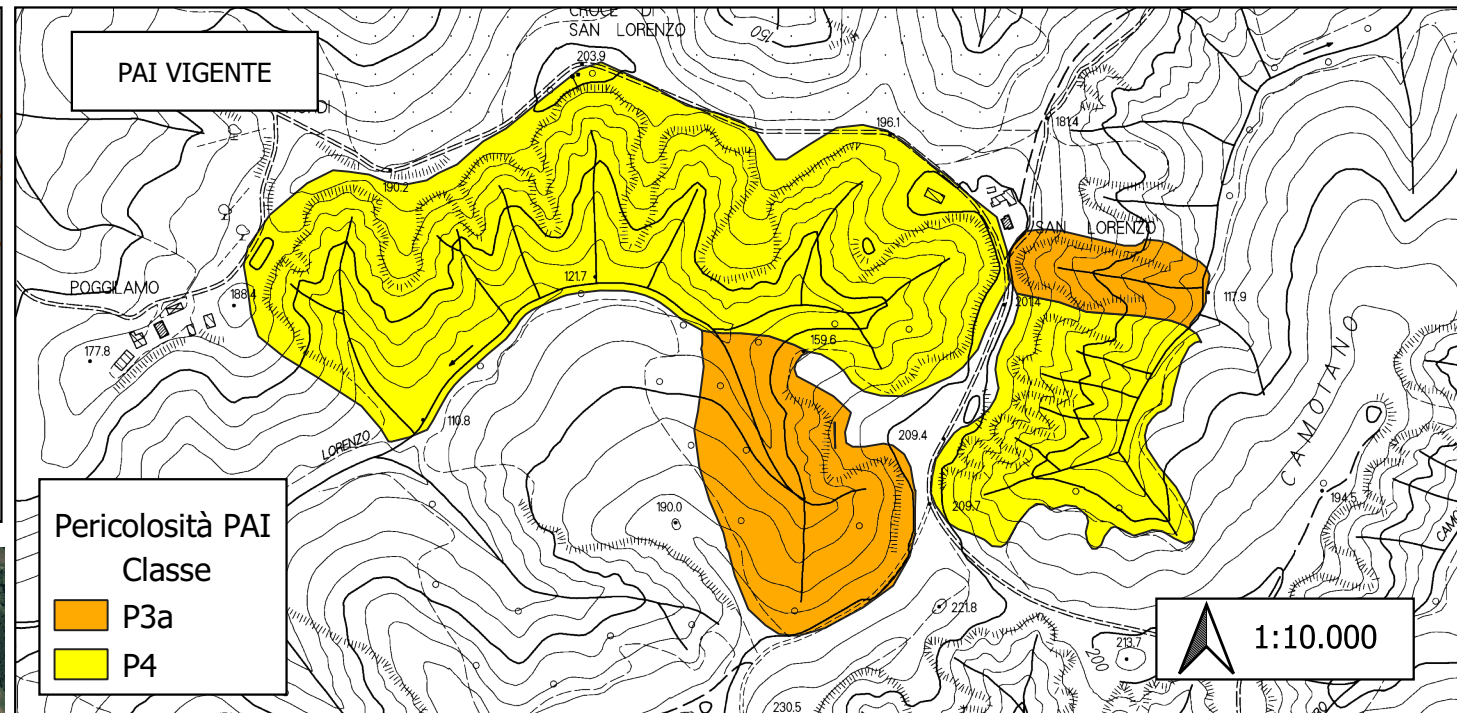 CROCE DI
SAN LORENZO
150
PAI VIGENTE
203.9
DI
196.1
181.4
190.2
SAN LORENZO
121.7
POGGILAMO
188.4
201.4
117.9
177.8
159.6
CAMOIANO
110.8
209.4
LORENZO
190.0
209.7
194.5
Pericolosità PAI
Classe
P3a
P4
221.8
1:10.000
213.7
200
230.5